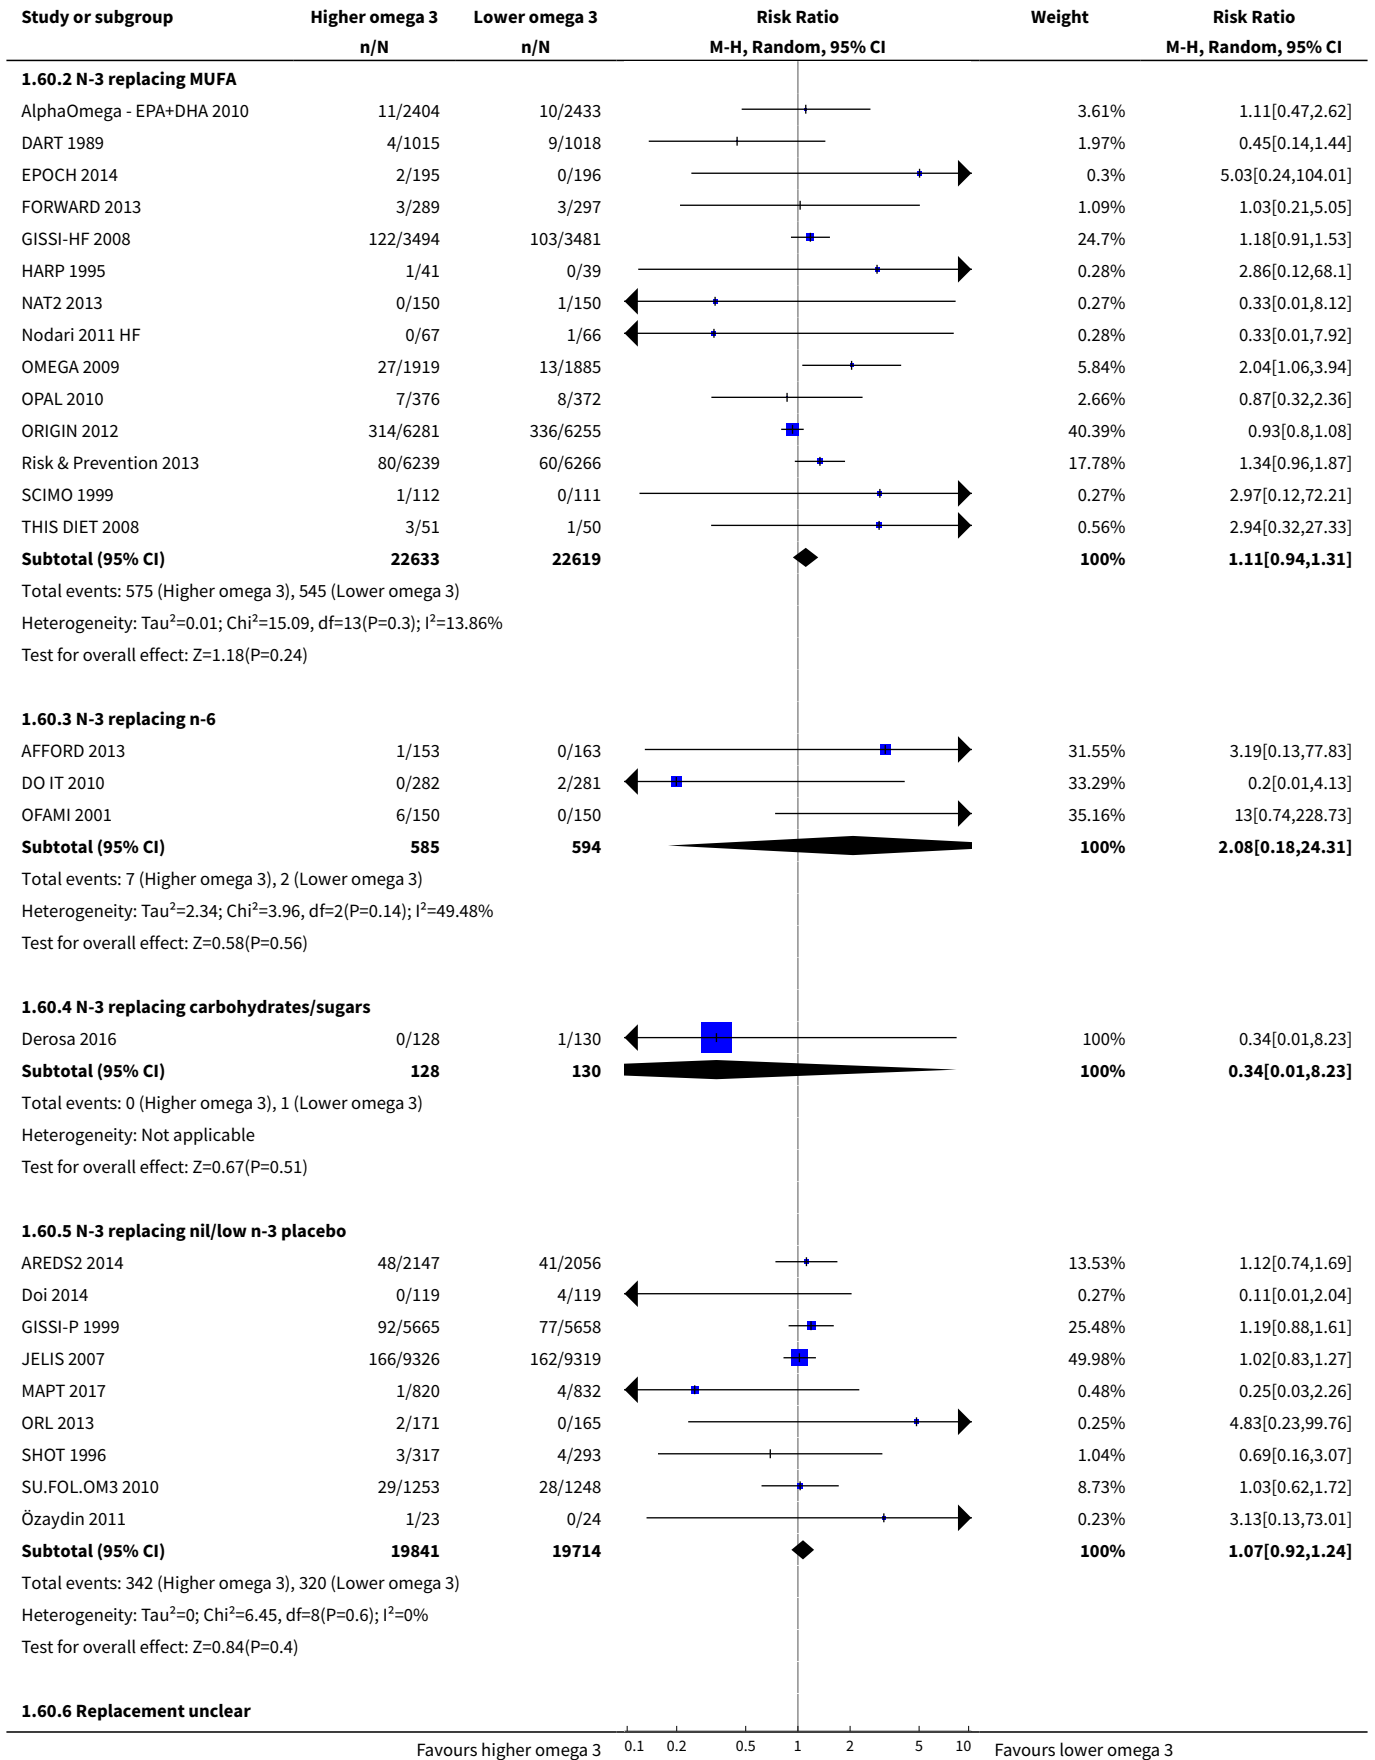 Study or subgroup Higher omega 3 Lower omega 3 Risk Ratio Weight Risk Ratio
n/N n/N M-H, Random, 95% CI M-H, Random, 95% CI
1.60.2 N-3 replacing MUFA
AlphaOmega - EPA+DHA 2010 11/2404 10/2433 3.61% 1.11[0.47,2.62]
DART 1989 4/1015 9/1018 1.97% 0.45[0.14,1.44]
EPOCH 2014 2/195 0/196 0.3% 5.03[0.24,104.01]
FORWARD 2013 3/289 3/297 1.09% 1.03[0.21,5.05]
GISSI-HF 2008 122/3494 103/3481 24.7% 1.18[0.91,1.53]
HARP 1995 1/41 0/39 0.28% 2.86[0.12,68.1]
NAT2 2013 0/150 1/150 0.27% 0.33[0.01,8.12]
Nodari 2011 HF 0/67 1/66 0.28% 0.33[0.01,7.92]
OMEGA 2009 27/1919 13/1885 5.84% 2.04[1.06,3.94]
OPAL 2010 7/376 8/372 2.66% 0.87[0.32,2.36]
ORIGIN 2012 314/6281 336/6255 40.39% 0.93[0.8,1.08]
Risk & Prevention 2013 80/6239 60/6266 17.78% 1.34[0.96,1.87]
SCIMO 1999 1/112 0/111 0.27% 2.97[0.12,72.21]
THIS DIET 2008 3/51 1/50 0.56% 2.94[0.32,27.33]
Subtotal (95% CI) 22633 22619 100% 1.11[0.94,1.31]
Total events: 575 (Higher omega 3), 545 (Lower omega 3)
Heterogeneity: Tau²=0.01; Chi²=15.09, df=13(P=0.3); I²=13.86%
Test for overall effect: Z=1.18(P=0.24)
1.60.3 N-3 replacing n-6
AFFORD 2013 1/153 0/163 31.55% 3.19[0.13,77.83]
DO IT 2010 0/282 2/281 33.29% 0.2[0.01,4.13]
OFAMI 2001 6/150 0/150 35.16% 13[0.74,228.73]
Subtotal (95% CI) 585 594 100% 2.08[0.18,24.31]
Total events: 7 (Higher omega 3), 2 (Lower omega 3)
Heterogeneity: Tau²=2.34; Chi²=3.96, df=2(P=0.14); I²=49.48%
Test for overall effect: Z=0.58(P=0.56)
1.60.4 N-3 replacing carbohydrates/sugars
Derosa 2016 0/128 1/130 100% 0.34[0.01,8.23]
Subtotal (95% CI) 128 130 100% 0.34[0.01,8.23]
Total events: 0 (Higher omega 3), 1 (Lower omega 3)
Heterogeneity: Not applicable
Test for overall effect: Z=0.67(P=0.51)
1.60.5 N-3 replacing nil/low n-3 placebo
AREDS2 2014 48/2147 41/2056 13.53% 1.12[0.74,1.69]
Doi 2014 0/119 4/119 0.27% 0.11[0.01,2.04]
GISSI-P 1999 92/5665 77/5658 25.48% 1.19[0.88,1.61]
JELIS 2007 166/9326 162/9319 49.98% 1.02[0.83,1.27]
MAPT 2017 1/820 4/832 0.48% 0.25[0.03,2.26]
ORL 2013 2/171 0/165 0.25% 4.83[0.23,99.76]
SHOT 1996 3/317 4/293 1.04% 0.69[0.16,3.07]
SU.FOL.OM3 2010 29/1253 28/1248 8.73% 1.03[0.62,1.72]
Özaydin 2011 1/23 0/24 0.23% 3.13[0.13,73.01]
Subtotal (95% CI) 19841 19714 100% 1.07[0.92,1.24]
Total events: 342 (Higher omega 3), 320 (Lower omega 3)
Heterogeneity: Tau²=0; Chi²=6.45, df=8(P=0.6); I²=0%
Test for overall effect: Z=0.84(P=0.4)
1.60.6 Replacement unclear
Favours higher omega 3 0.1 0.2 0.5 1 2 5 10 Favours lower omega 3